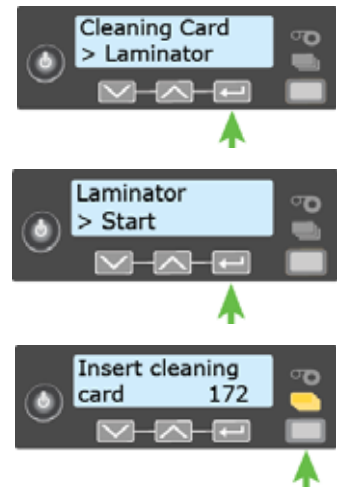 Cleaning Card
> Laminator
Laminator
> Start
Insert cleaning
card 172